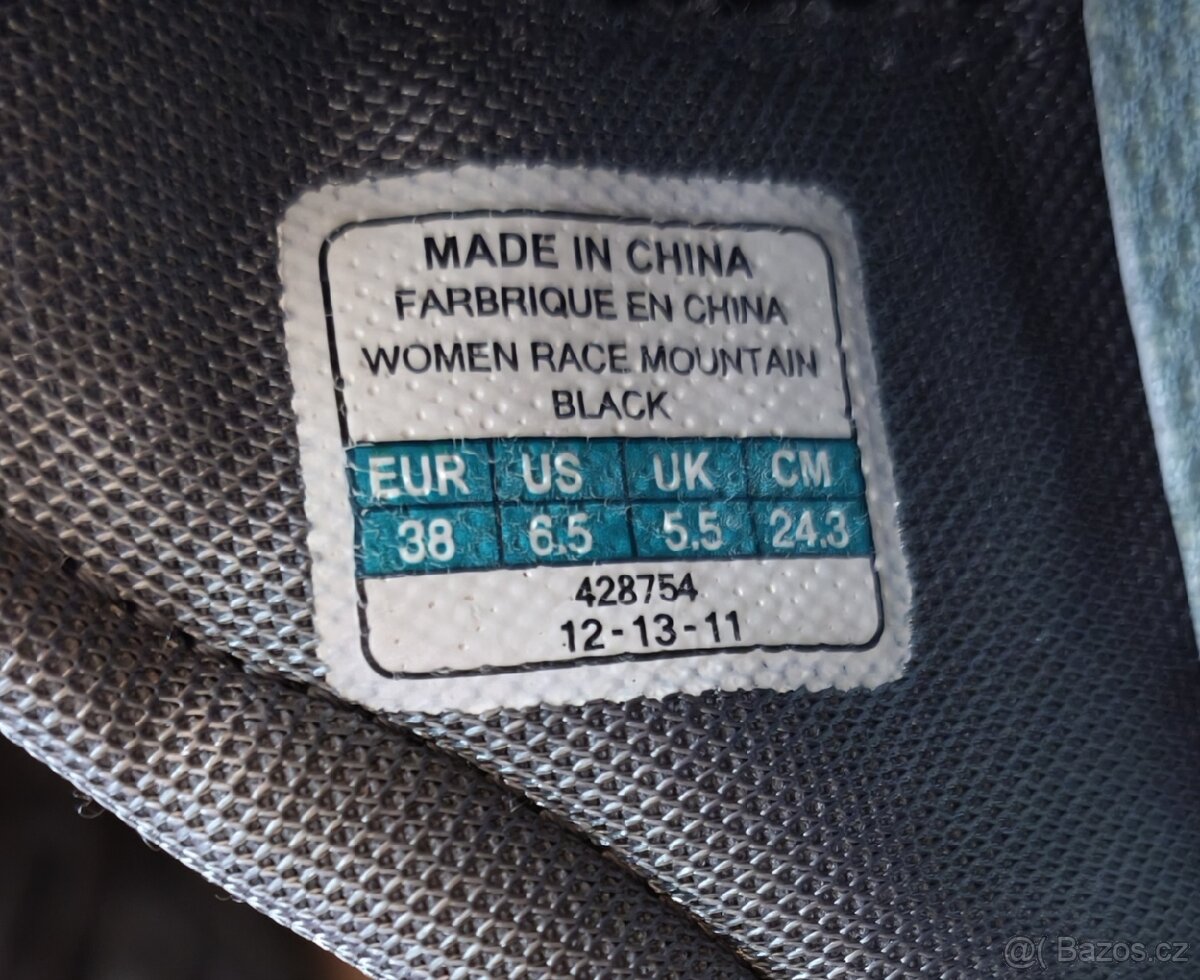 MADE IN CHINA
FARBRIQUE EN CHINA
WOMEN RACE MOUNTAIN
BLACK
EUR US UK CM
38 6.5 5.5 24.3
428754
12-13-11
@( Bazos.cz